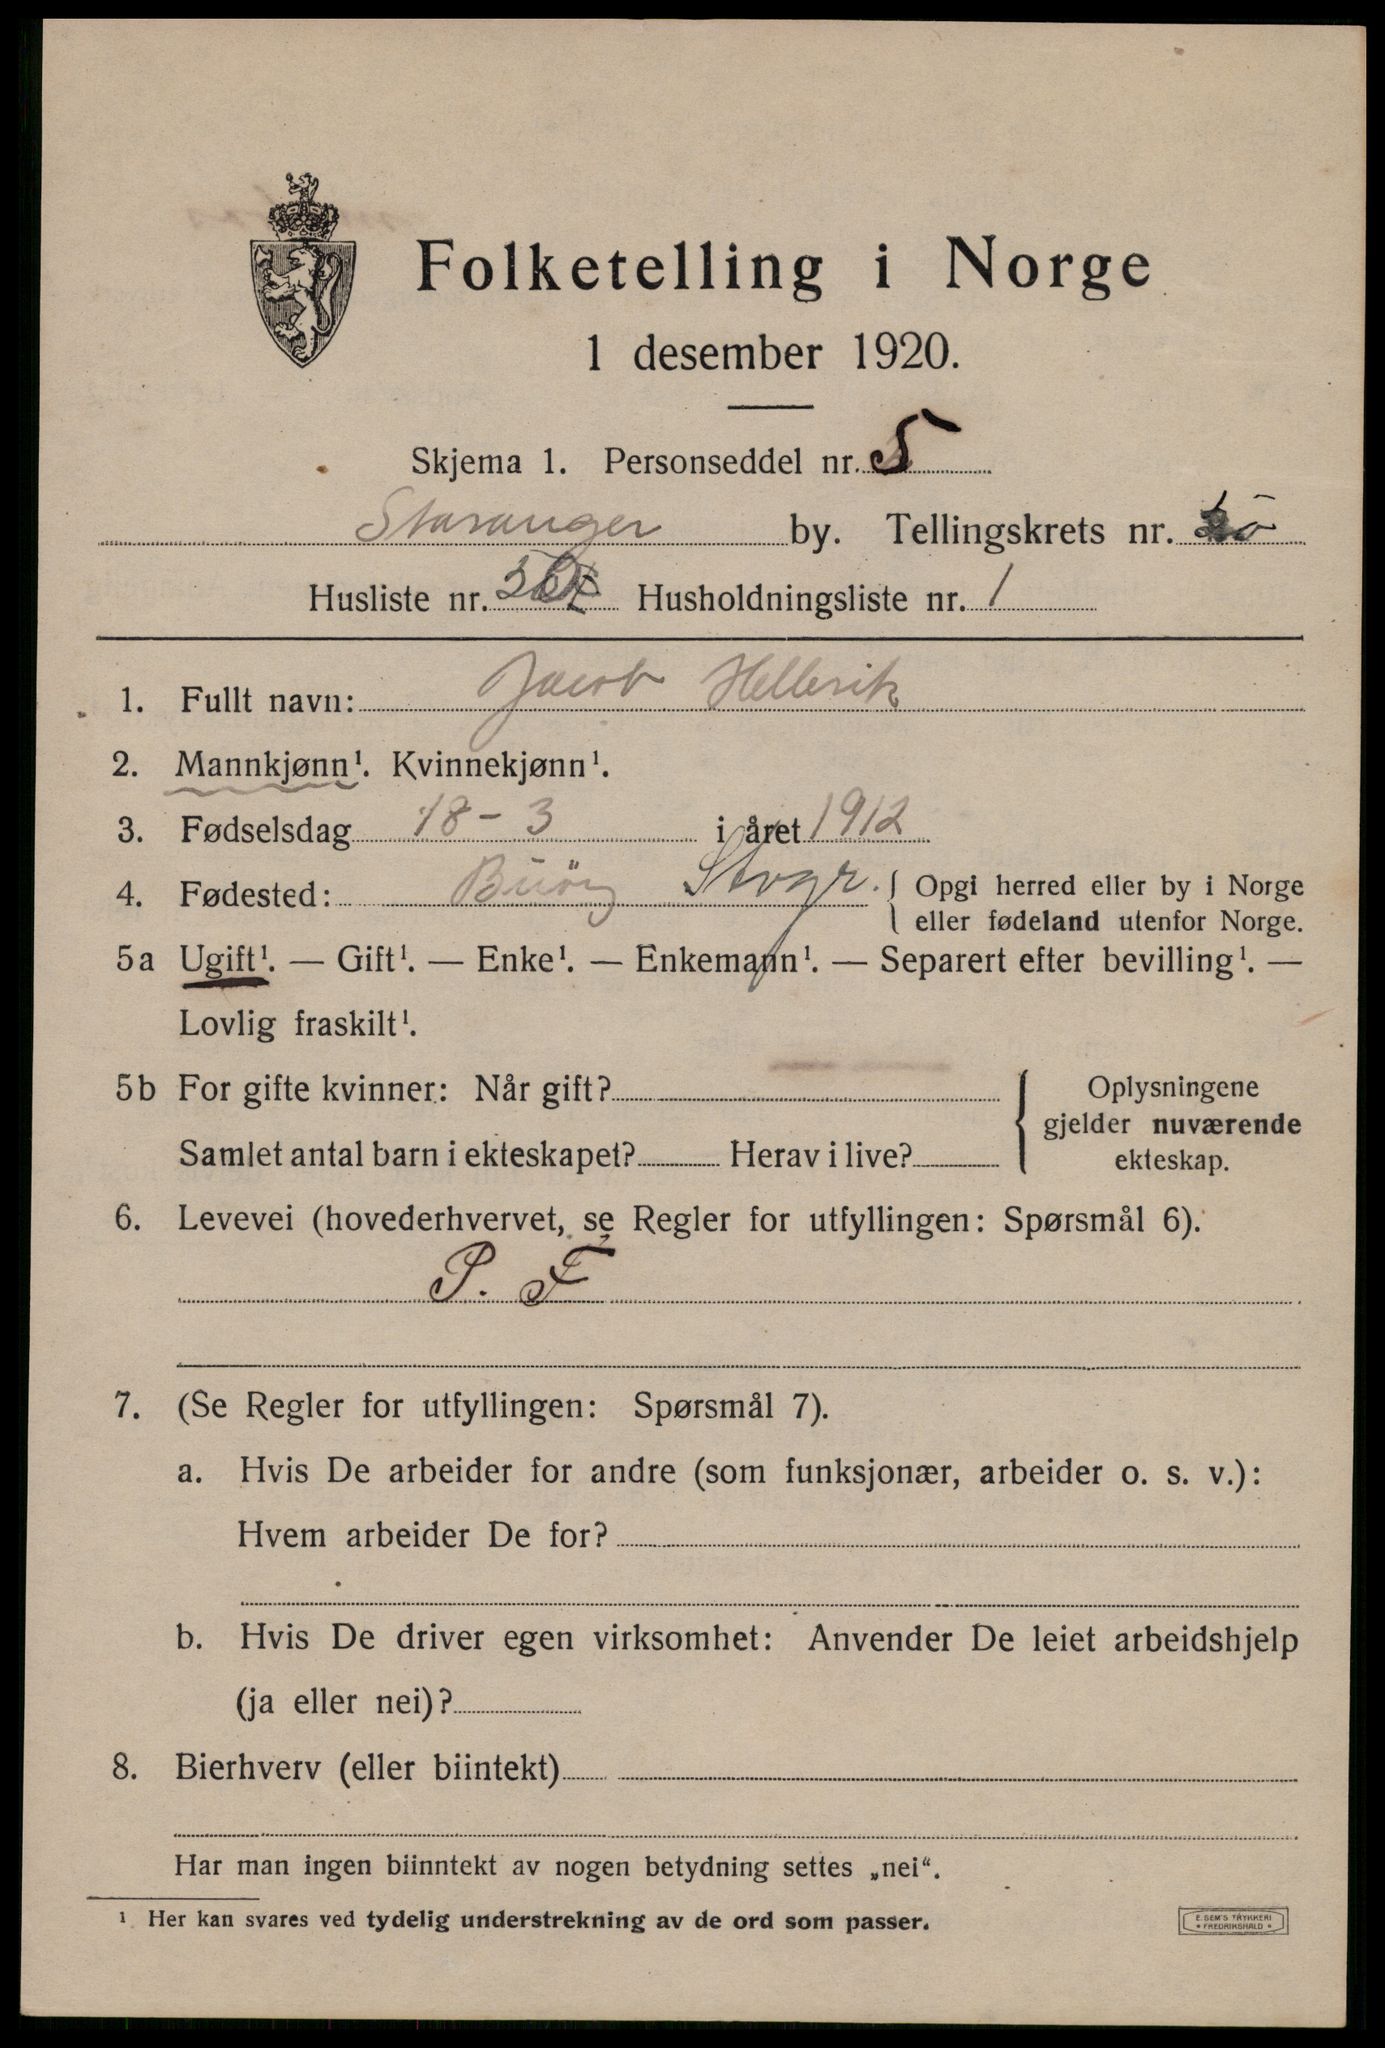 Folketelling i Norge
1 desember 1920.
Skjema 1. Personseddel nr. 5
Stavanger by. Tellingskrets nr.
Husliste nr. Husholdningsliste nr. 1
1. Fullt navn: Jacob Hellerik
2. Mannkjønn¹. Kvinnekjønn¹.
3. Fødselsdag 18-3 i året 1912
4. Fødested: Buöy Stvgr. { Opgi herred eller by i Norge
eller fødeland utenfor Norge.
5a Ugift¹. — Gift¹. — Enke¹. — Enkemann¹. — Separert efter bevilling¹. —
Lovlig fraskilt¹.
5b For gifte kvinner: Når gift?
Samlet antal barn i ekteskapet? Herav i live?
{ Oplysningene
gjelder nuværende
ekteskap.
6. Levevei (hovederhvervet, se Regler for utfyllingen: Spørsmål 6).
P. F
7. (Se Regler for utfyllingen: Spørsmål 7).
a. Hvis De arbeider for andre (som funksjonær, arbeider o. s. v.):
Hvem arbeider De for?
b. Hvis De driver egen virksomhet: Anvender De leiet arbeidshjelp
(ja eller nei)?
8. Bierhverv (eller biintekt)
Har man ingen biinntekt av nogen betydning settes „nei“.
¹ Her kan svares ved tydelig understrekning av de ord som passer.
E. SEM'S TRYKKERI
* FREDRIKSHALD *